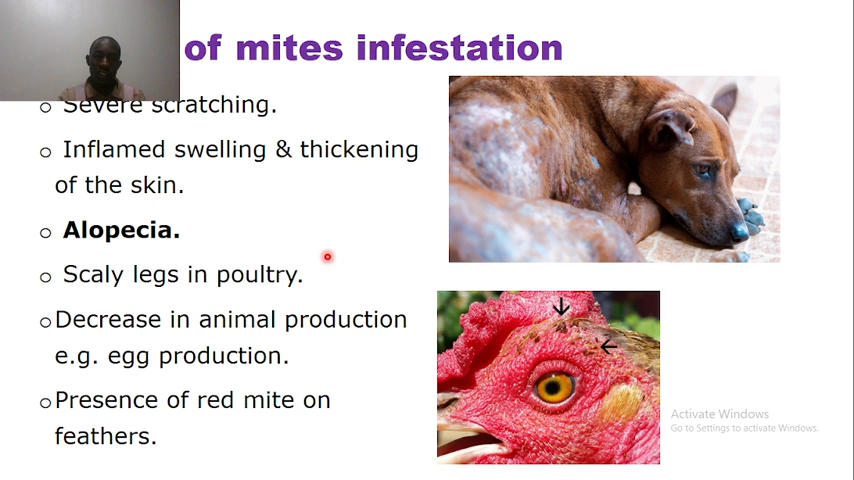 of mites infestation
o Severe scratching.
o Inflamed swelling & thickening
of the skin.
o Alopecia.
o Scaly legs in poultry.
o Decrease in animal production
e.g. egg production.
o Presence of red mite on
feathers.
Activate Windows
Go to Settings to activate Windows.